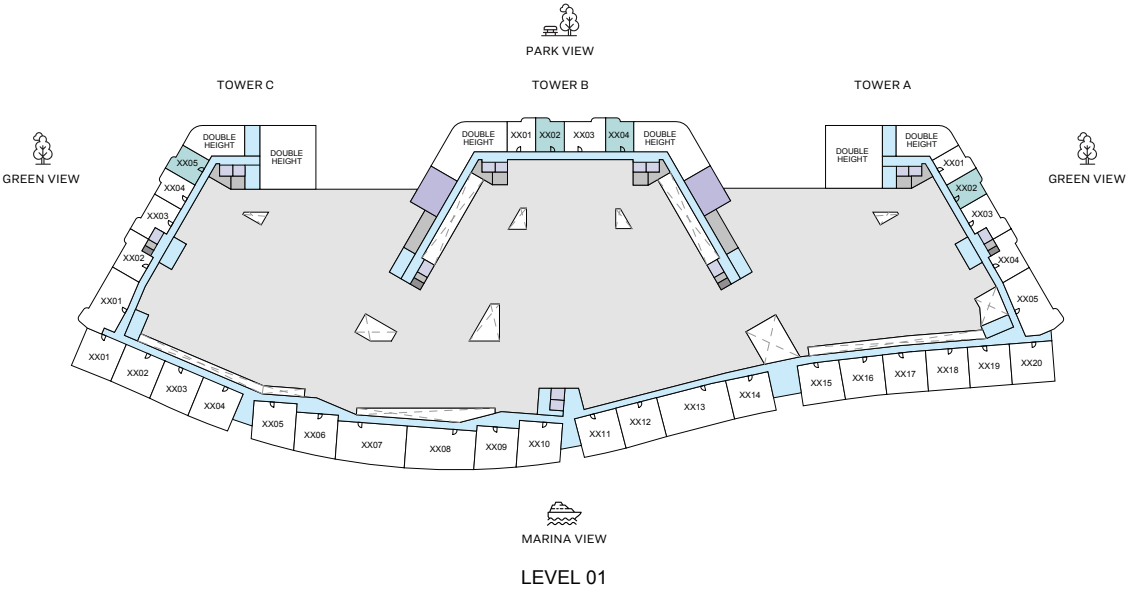 PARK VIEW
TOWER C
TOWER B
TOWER A
GREEN VIEW
GREEN VIEW
DOUBLE
HEIGHT
DOUBLE
HEIGHT
XX05
XX04
XX03
XX02
XX01
DOUBLE
HEIGHT
XX01
XX02
XX03
XX04
DOUBLE
HEIGHT
DOUBLE
HEIGHT
DOUBLE
HEIGHT
XX01
XX02
XX03
XX04
XX05
XX01
XX02
XX03
XX04
XX05
XX06
XX07
XX08
XX09
XX10
XX11
XX12
XX13
XX14
XX15
XX16
XX17
XX18
XX19
XX20
MARINA VIEW
LEVEL 01